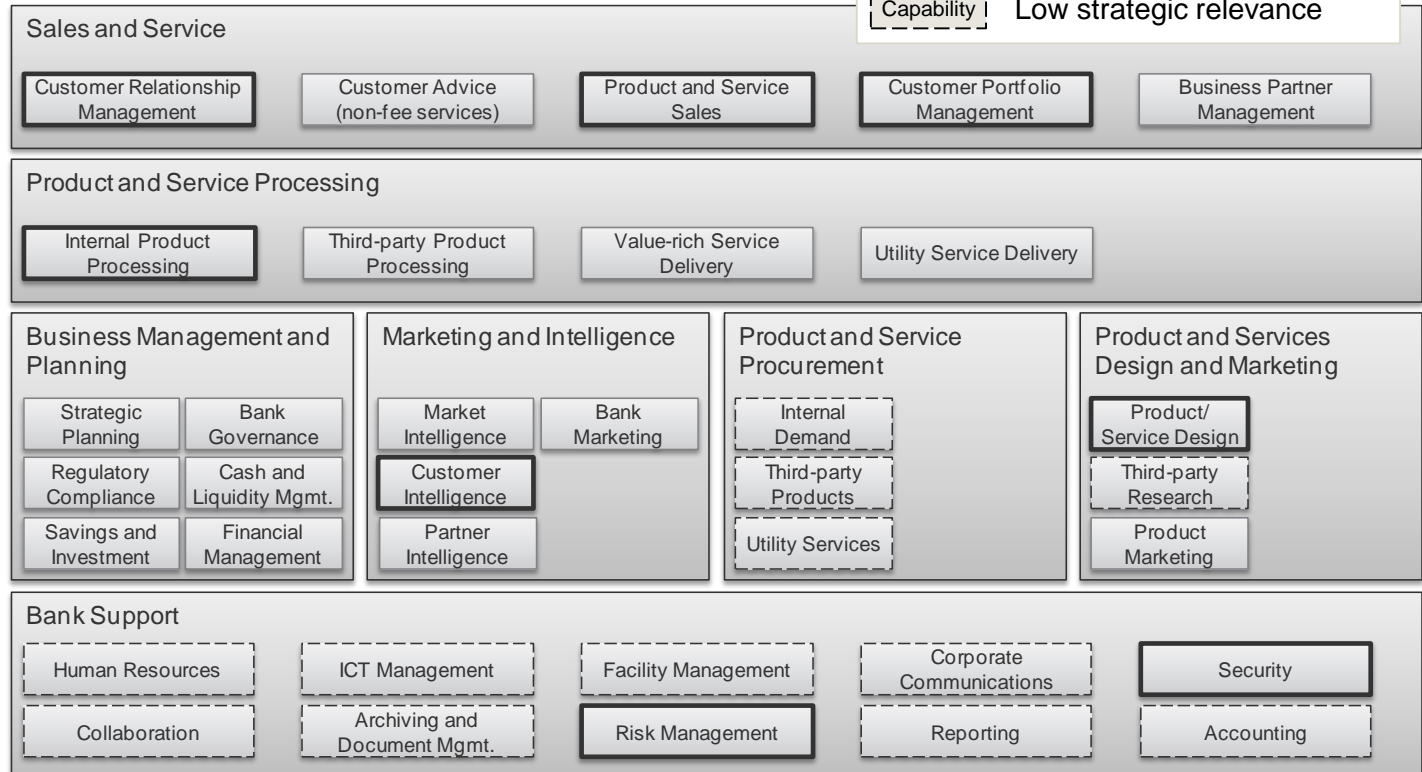 Capability
Low strategic relevance
Sales and Service
Customer Relationship
Management
Customer Advice
(non-fee services)
Product and Service
Sales
Customer Portfolio
Management
Business Partner
Management
Product and Service Processing
Internal Product
Processing
Third-party Product
Processing
Value-rich Service
Delivery
Utility Service Delivery
Business Management and
Planning
Strategic
Planning
Bank
Governance
Regulatory
Compliance
Cash and
Liquidity Mgmt.
Savings and
Investment
Financial
Management
Marketing and Intelligence
Market
Intelligence
Bank
Marketing
Customer
Intelligence
Partner
Intelligence
Product and Service
Procurement
Internal
Demand
Third-party
Products
Utility Services
Product and Services
Design and Marketing
Product/
Service Design
Third-party
Research
Product
Marketing
Bank Support
Human Resources
ICT Management
Facility Management
Corporate
Communications
Security
Collaboration
Archiving and
Document Mgmt.
Risk Management
Reporting
Accounting